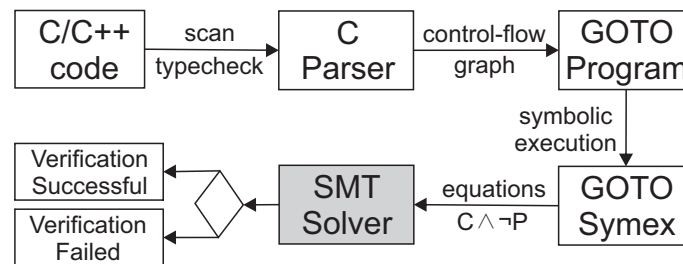 C/C++
code
scan
typecheck
C
Parser
control-flow
graph
GOTO
Program
symbolic
execution
GOTO
Symex
equations
C ∧ ¬P
SMT
Solver
Verification
Successful
Verification
Failed